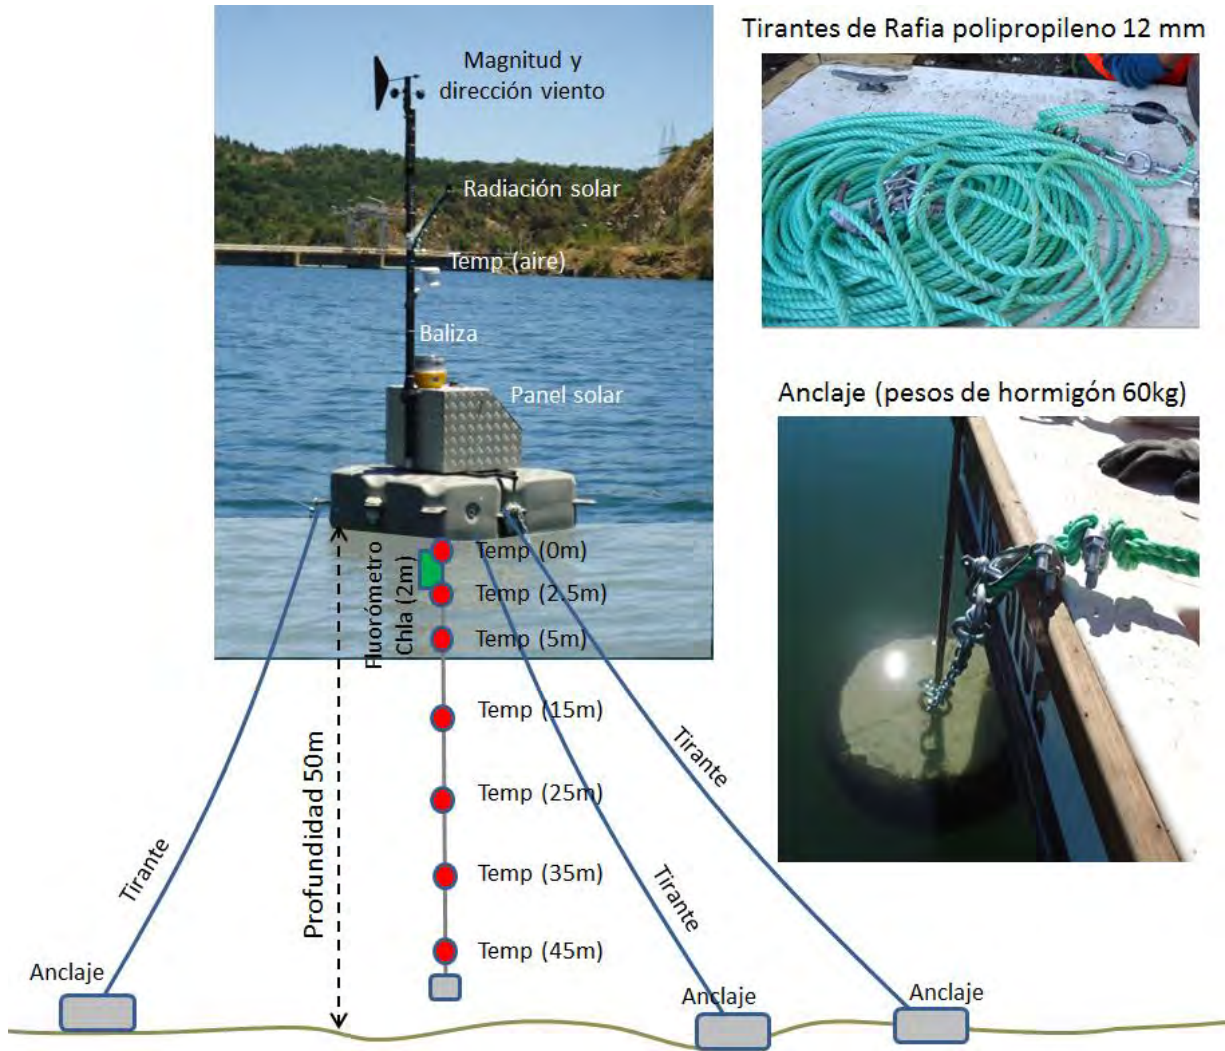 Tirantes de Rafia polipropileno 12 mm
Magnitud y
dirección viento
Radiación solar
Temp (aire)
Baliza
Panel solar
Anclaje (pesos de hormigón 60kg)
Fluorómetro
Chla (2m)
Temp (0m)
Temp (2.5m)
Temp (5m)
Temp (15m)
Temp (25m)
Temp (35m)
Temp (45m)
Profundidad 50m
Tirante
Tirante
Tirante
Anclaje
Anclaje
Anclaje